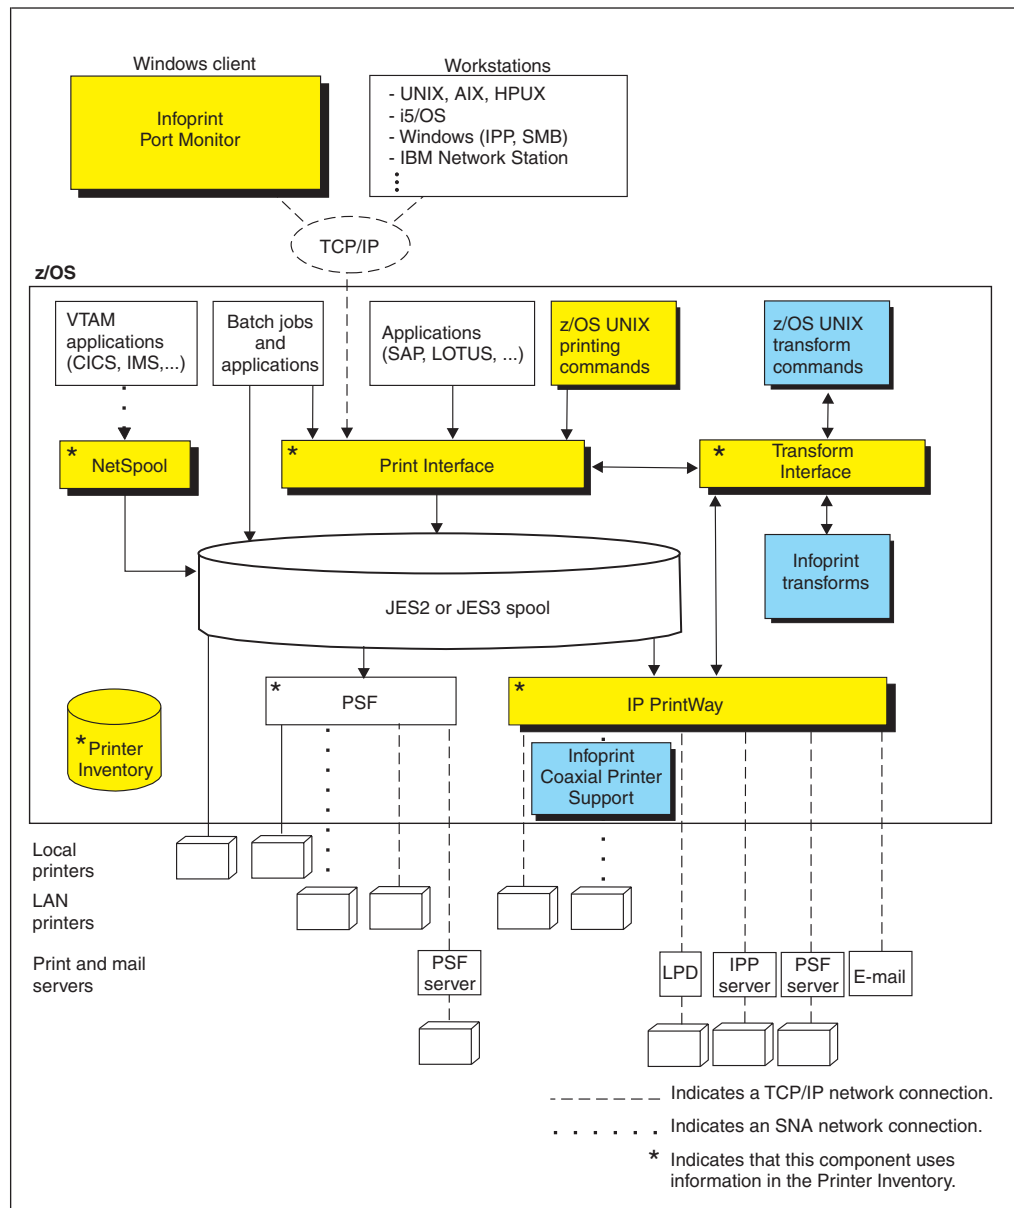 Windows client
Workstations
Infoprint
Port Monitor
- UNIX, AIX, HPUX
- i5/OS
- Windows (IPP, SMB)
- IBM Network Station
TCP/IP
z/OS
VTAM
applications
(CICS, IMS,...)
Batch jobs
and
applications
Applications
(SAP, LOTUS, ...)
z/OS UNIX
printing
commands
z/OS UNIX
transform
commands
* NetSpool
* Print Interface
* Transform
Interface
Infoprint
transforms
JES2 or JES3 spool
* PSF
* IP PrintWay
* Printer
Inventory
Infoprint
Coaxial Printer
Support
Local
printers
LAN
printers
Print and mail
servers
PSF
server
LPD
IPP
server
PSF
server
E-mail
Indicates a TCP/IP network connection.
Indicates an SNA network connection.
* Indicates that this component uses
information in the Printer Inventory.